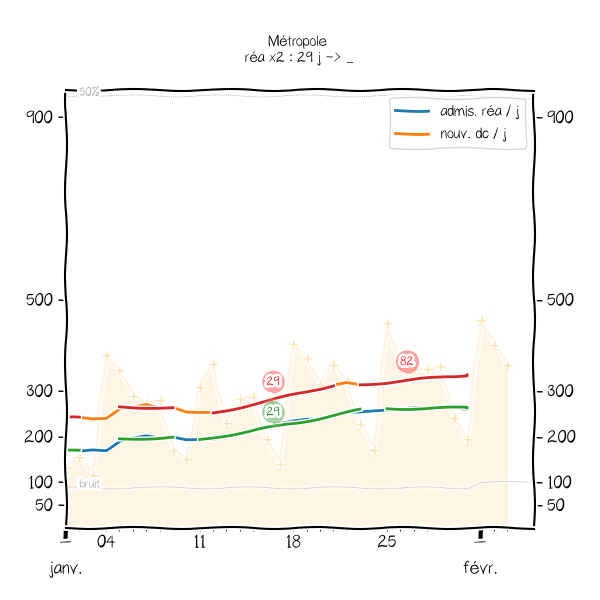 Métropole
réa x2 : 29 j -> _
50%
admis. réa / j
nouv. dc / j
900
900
500
500
300
300
200
200
100
100
50
50
82
29
29
bruit
04
11
18
25
janv.
févr.